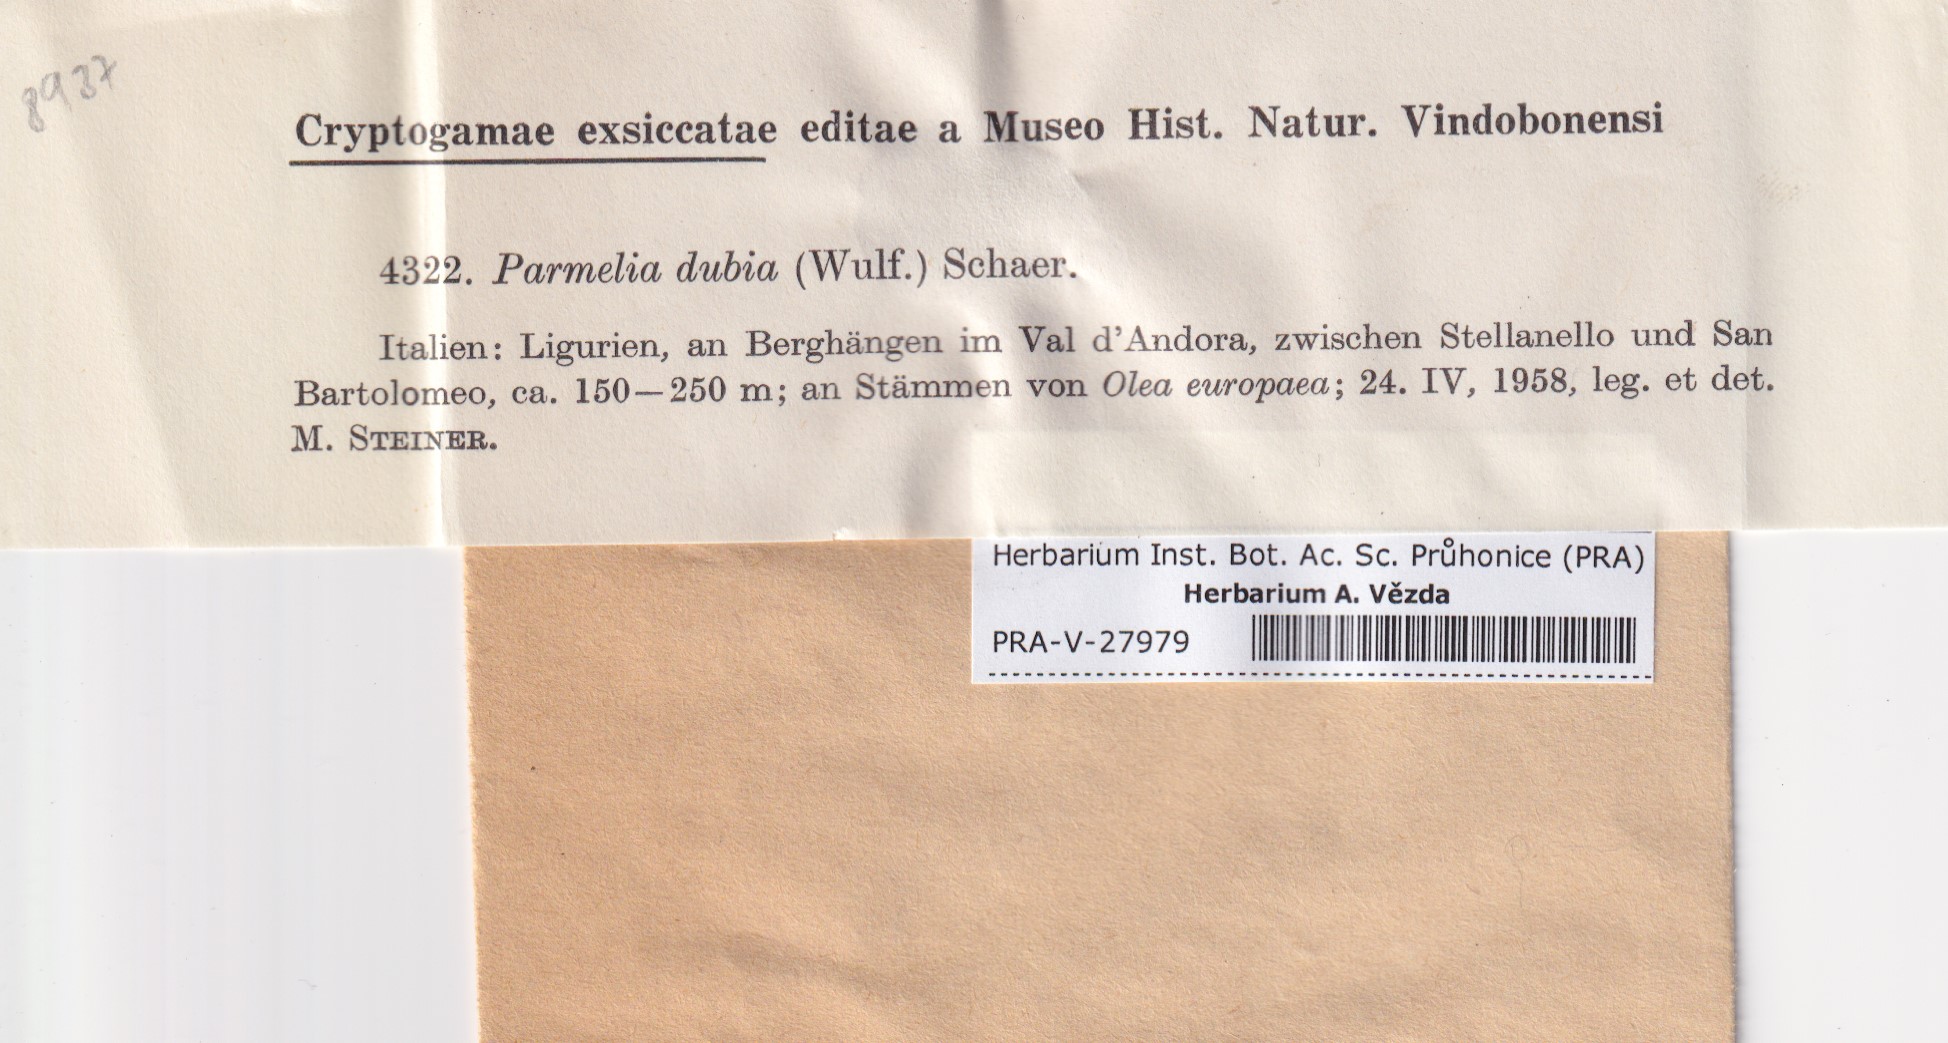 8937
Cryptogamae exsiccatae editae a Museo Hist. Natur. Vindobonensi
4322. Parmelia dubia (Wulf.) Schaer.
Italien: Ligurien, an Berghängen im Val d'Andora, zwischen Stellanello und San
Bartolomeo, ca. 150—250 m; an Stämmen von Olea europaea; 24. IV, 1958, leg. et det.
M. STEINER.
Herbarium Inst. Bot. Ac. Sc. Průhonice (PRA)
Herbarium A. Vězda
PRA-V-27979